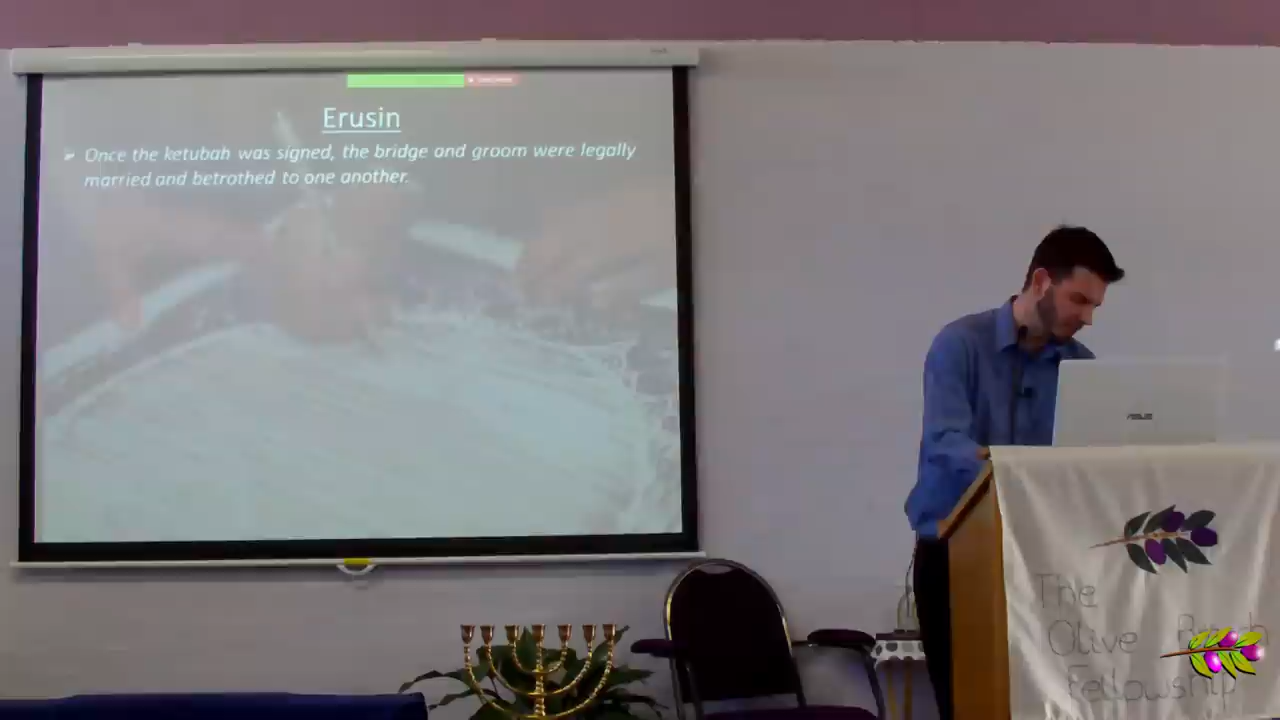 Erusin
Once the ketubah was signed, the bridge and groom were legally
married and betrothed to one another.
ASUS
The
Olive
Fellowship